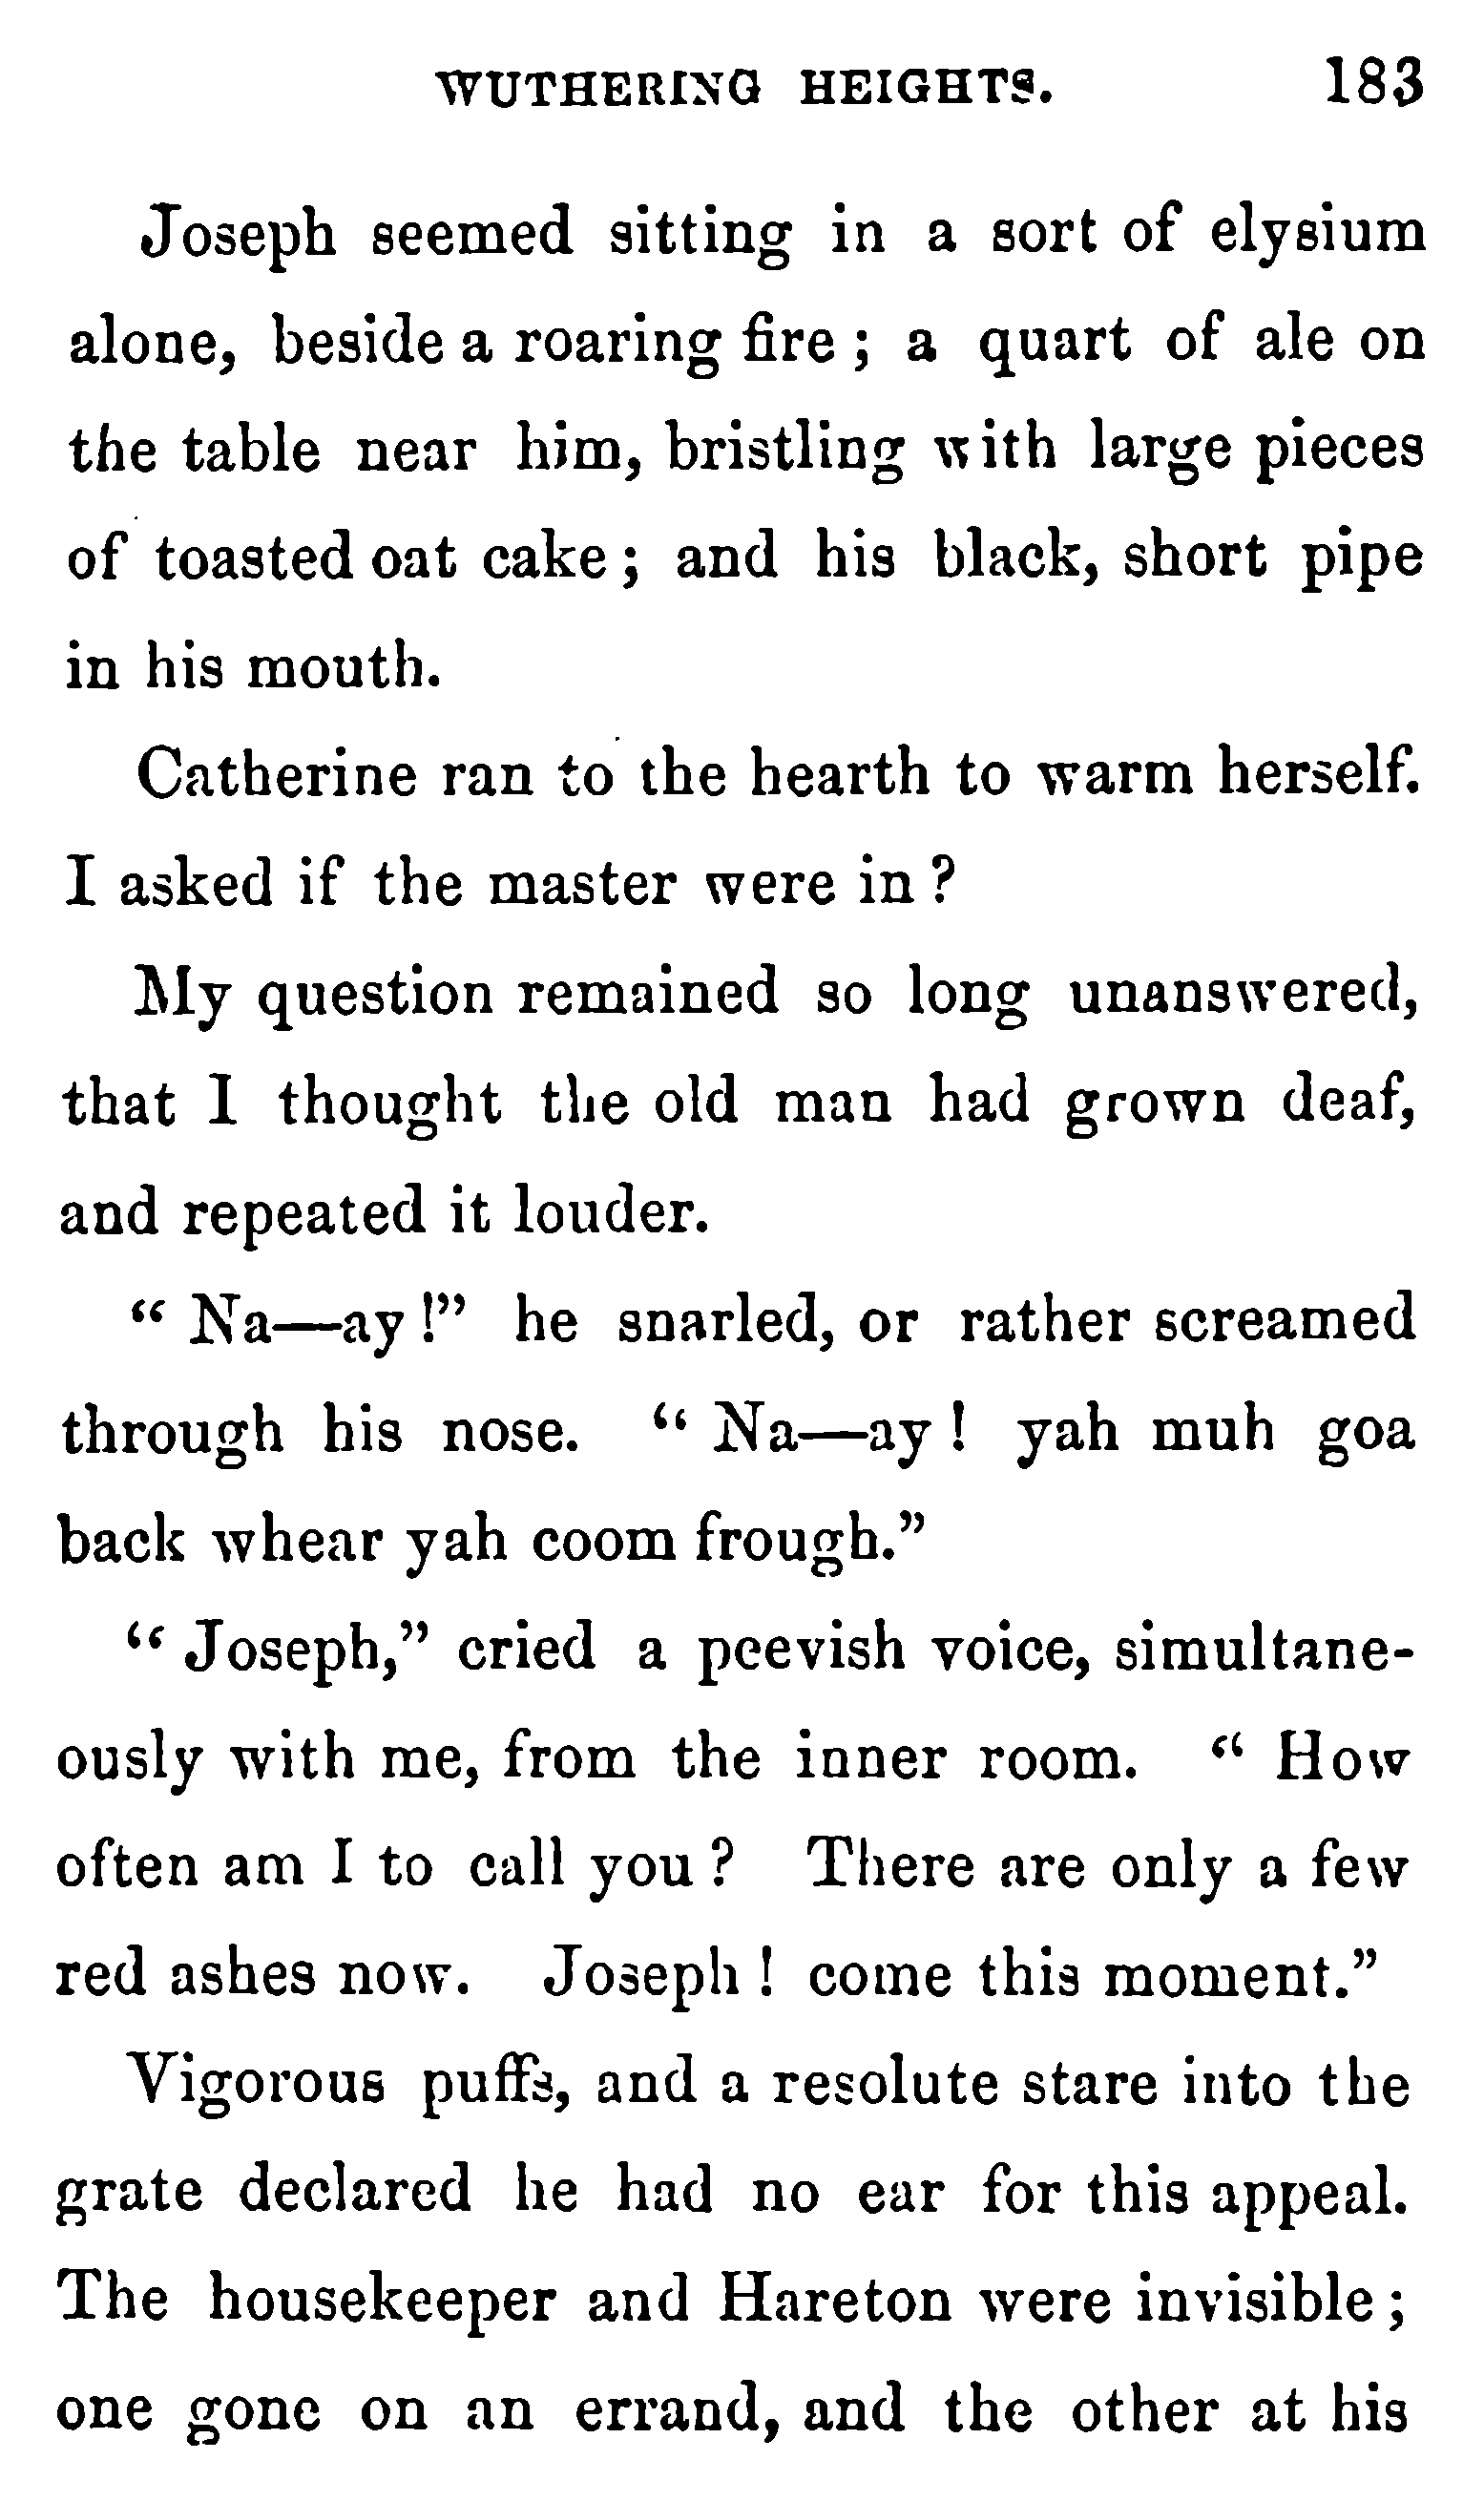 WUTHERING HEIGHTS. 183
Joseph seemed sitting in a sort of elysium
alone, beside a roaring fire ; a quart of ale on
the table near him, bristling with large pieces
of toasted oat cake ; and his black, short pipe
in his mouth.
Catherine ran to the hearth to warm herself.
I asked if the master were in ?
My question remained so long unanswered,
that I thought the old man had grown deaf,
and repeated it louder.
“ Na—ay !” he snarled, or rather screamed
through his nose. “ Na—ay ! yah muh goa
back whear yah coom frough.”
“ Joseph,” cried a peevish voice, simultane-
ously with me, from the inner room. “ How
often am I to call you ? There are only a few
red ashes now. Joseph ! come this moment.”
Vigorous puffs, and a resolute stare into the
grate declared he had no ear for this appeal.
The housekeeper and Hareton were invisible ;
one gone on an errand, and the other at his